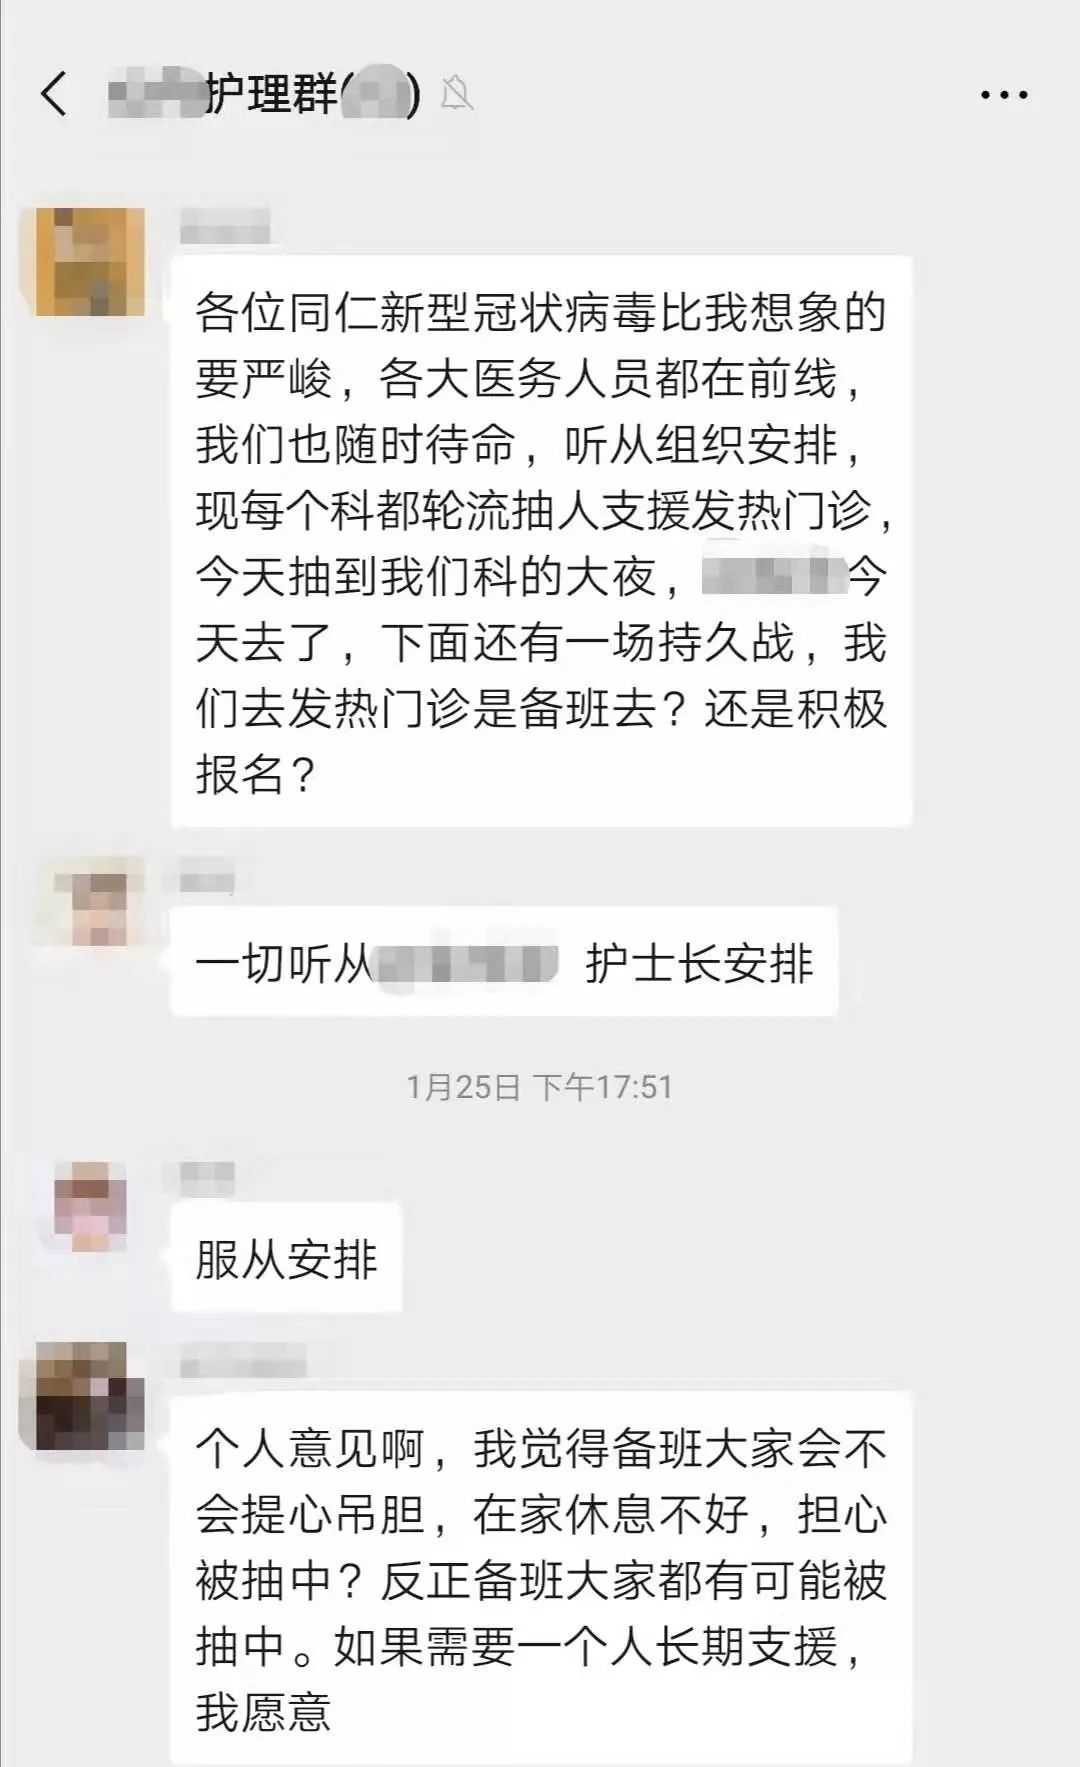 护理群()
各位同仁新型冠状病毒比我想象的
要严峻，各大医务人员都在前线，
我们也随时待命，听从组织安排，
现每个科都轮流抽人支援发热门诊，
今天抽到我们科的大夜，今
天去了，下面还有一场持久战，我
们去发热门诊是备班去？还是积极
报名？
一切听从 护士长安排
1月25日 下午17:51
服从安排
个人意见啊，我觉得备班大家会不
会提心吊胆，在家休息不好，担心
被抽中？反正备班大家都有可能被
抽中。如果需要一个人长期支援，
我愿意